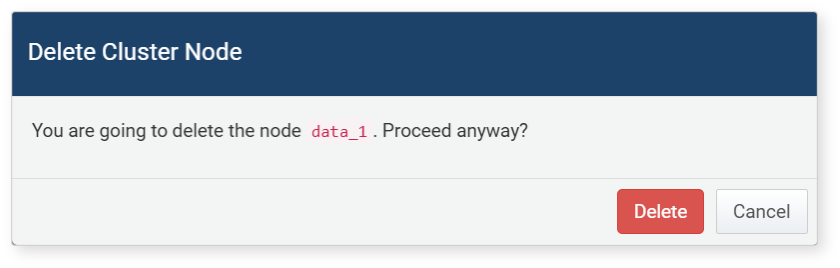 Delete Cluster Node
You are going to delete the node data_1. Proceed anyway?
Delete
Cancel